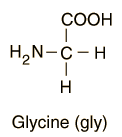 COOH
H₂N–C–H
H
Glycine (gly)